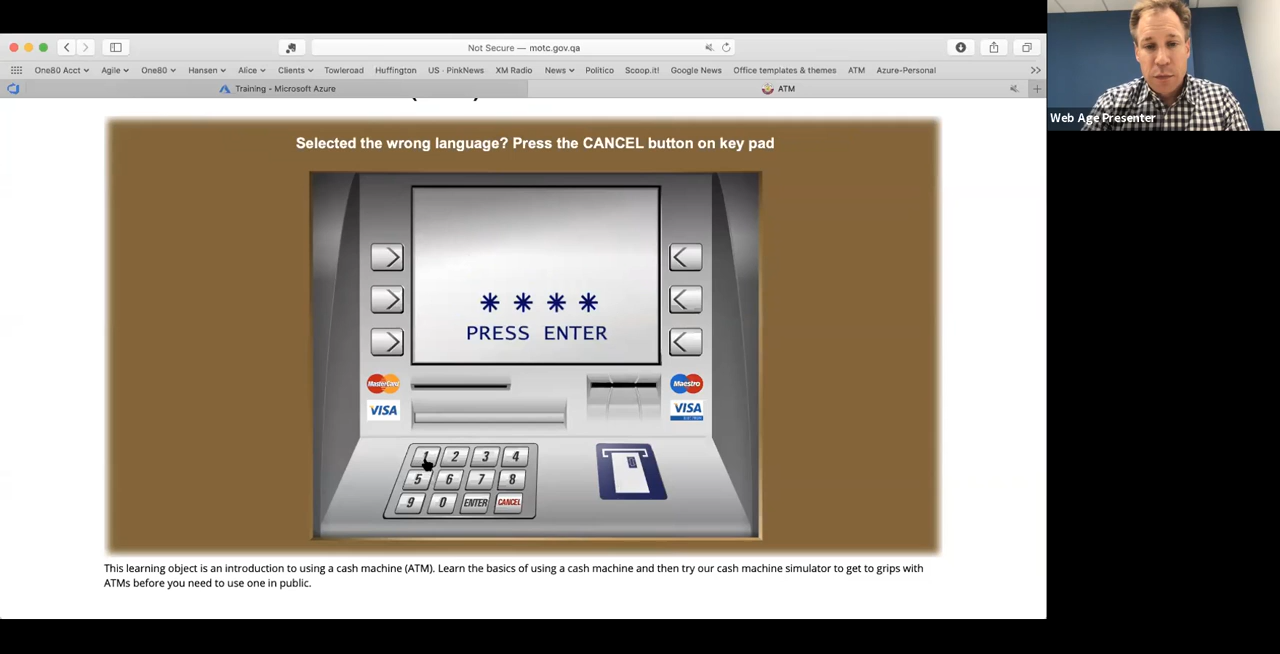 Not Secure — motc.gov.qa
One80 Acct Agile One80 Hansen Alice Clients Towleroad Huffington US - PinkNews XM Radio News Politico Scoop.it! Google News Office templates & themes ATM Azure-Personal
Training - Microsoft Azure
ATM
Web Age Presenter
Selected the wrong language? Press the CANCEL button on key pad
* * * *
PRESS ENTER
MasterCard
Maestro
VISA
VISA
1 2 3 4
5 6 7 8
9 0 ENTER CANCEL
This learning object is an introduction to using a cash machine (ATM). Learn the basics of using a cash machine and then try our cash machine simulator to get to grips with
ATMs before you need to use one in public.